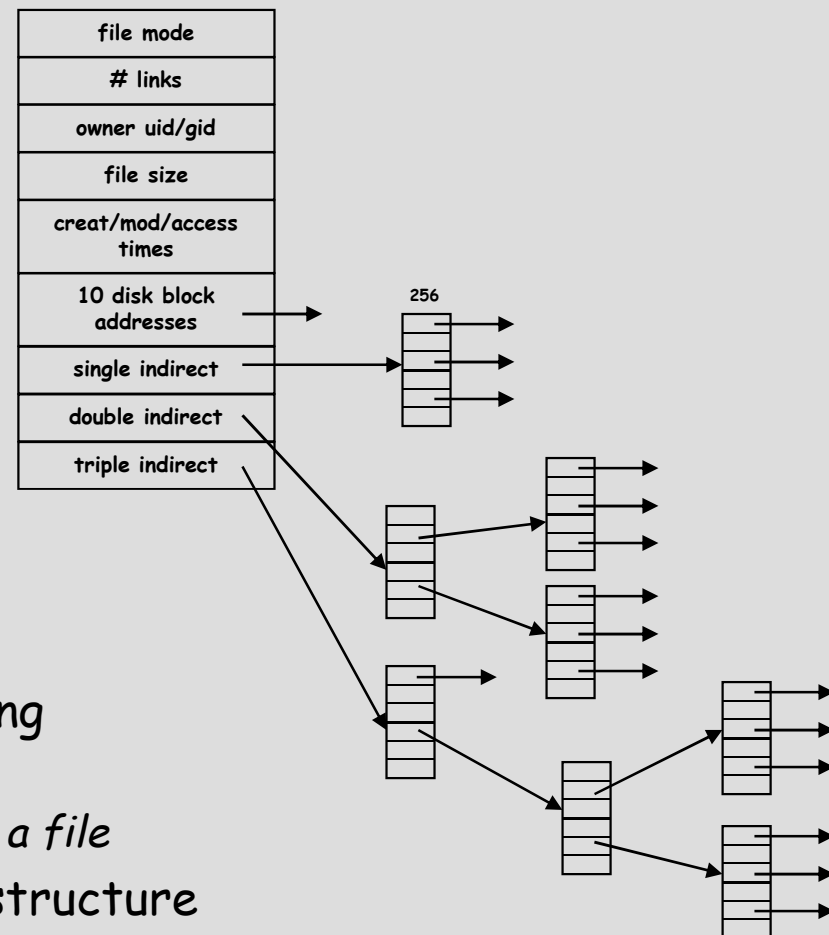 file mode
# links
owner uid/gid
file size
creat/mod/access
times
10 disk block
addresses
single indirect
double indirect
triple indirect
256
ng
a file
structure